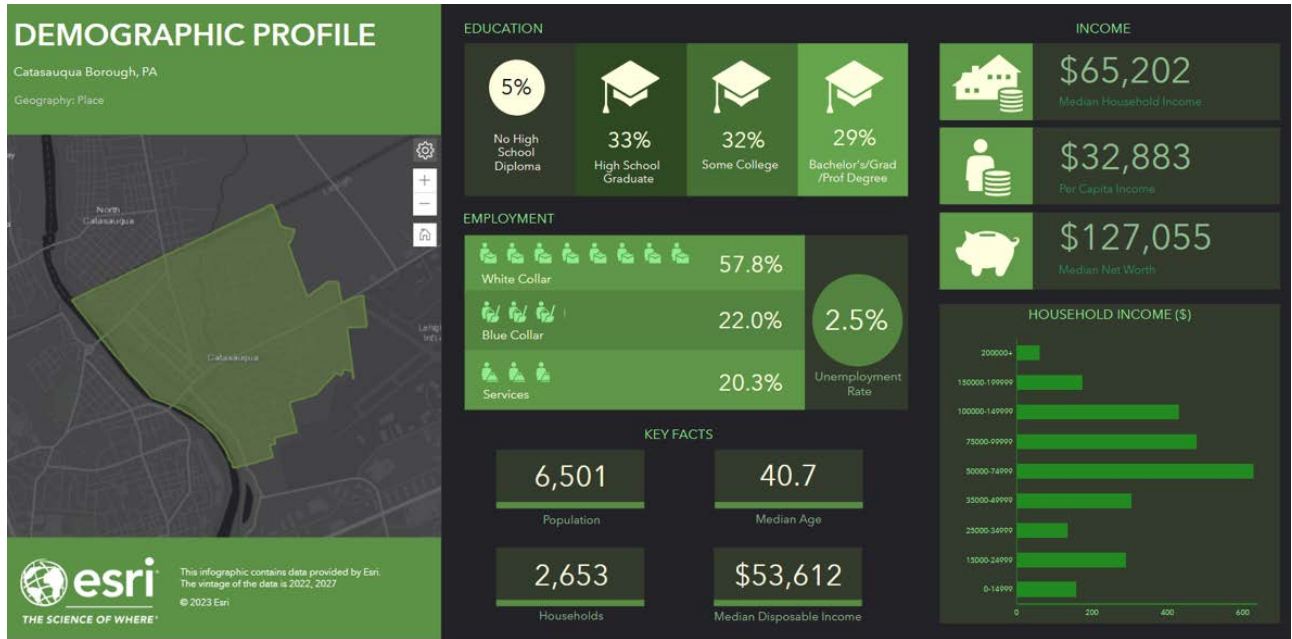 DEMOGRAPHIC PROFILE
Catasauqua Borough, PA
Geography: Place
North
Catasauqua
Catasauqua
Lehigh
esri
THE SCIENCE OF WHERE
This infographic contains data provided by Esri.
The vintage of the data is 2022, 2027
© 2023 Esri
EDUCATION
5%
No High
School
Diploma
33%
High School
Graduate
32%
Some College
29%
Bachelor's/Grad
/Prof Degree
EMPLOYMENT
White Collar
57.8%
Blue Collar
22.0%
Services
20.3%
2.5%
Unemployment
Rate
KEY FACTS
6,501
Population
40.7
Median Age
2,653
Households
$53,612
Median Disposable Income
INCOME
$65,202
Median Household Income
$32,883
Per Capita Income
$127,055
Median Net Worth
HOUSEHOLD INCOME ($)
200000+
150000-199999
100000-149999
75000-99999
50000-74999
35000-49999
25000-34999
15000-24999
0-14999
0
200
400
600